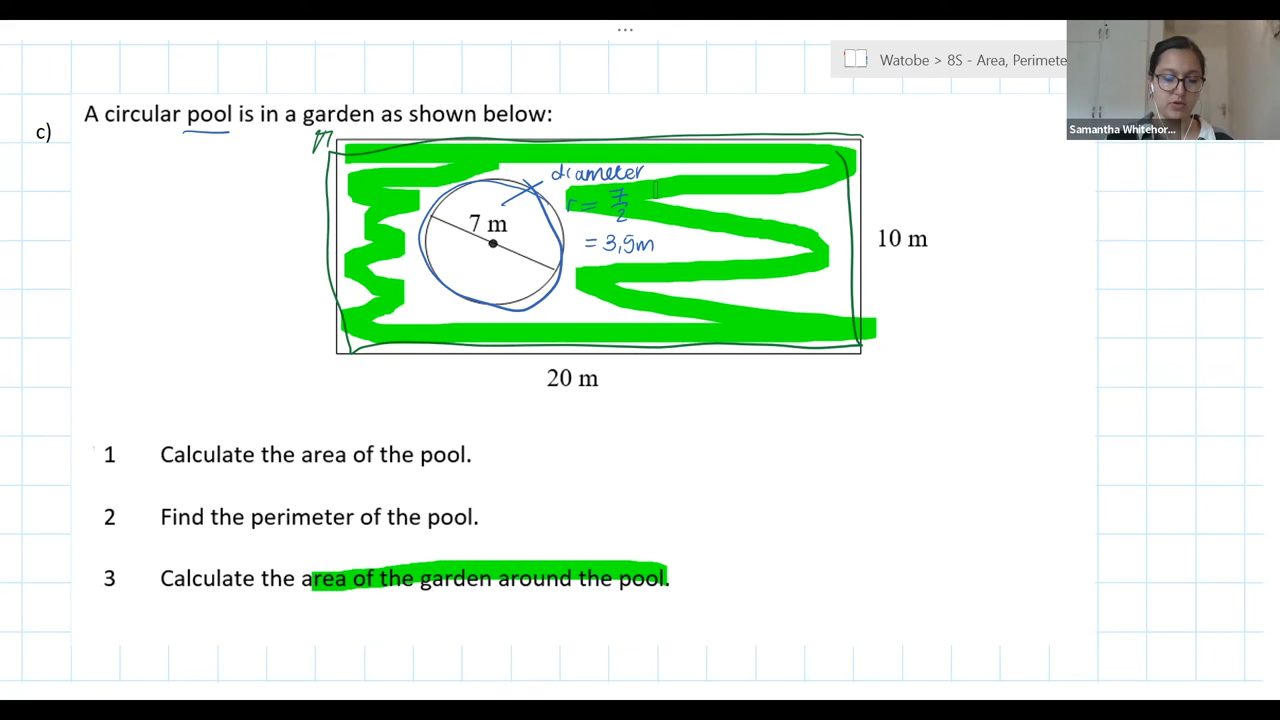 Watobe > 8S - Area, Perimete
Samantha Whitehor...
c)
A circular pool is in a garden as shown below:
diameter
r = 7/2
= 3,5m
7 m
10 m
20 m
1 Calculate the area of the pool.
2 Find the perimeter of the pool.
3 Calculate the area of the garden around the pool.